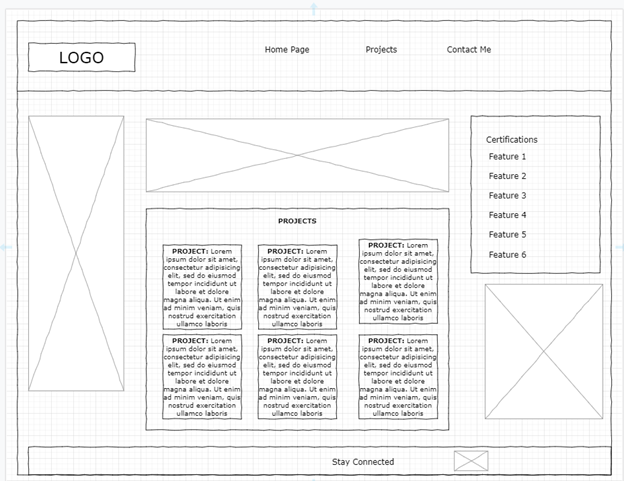 LOGO
Home Page
Projects
Contact Me
Certifications
Feature 1
Feature 2
Feature 3
Feature 4
Feature 5
Feature 6
PROJECTS
PROJECT: Lorem
ipsum dolor sit amet,
consectetur adipisicing
elit, sed do eiusmod
tempor incididunt ut
labore et dolore
magna aliqua. Ut enim
ad minim veniam, quis
nostrud exercitation
ullamco laboris
PROJECT: Lorem
ipsum dolor sit amet,
consectetur adipisicing
elit, sed do eiusmod
tempor incididunt ut
labore et dolore
magna aliqua. Ut enim
ad minim veniam, quis
nostrud exercitation
ullamco laboris
PROJECT: Lorem
ipsum dolor sit amet,
consectetur adipisicing
elit, sed do eiusmod
tempor incididunt ut
labore et dolore
magna aliqua. Ut enim
ad minim veniam, quis
nostrud exercitation
ullamco laboris
PROJECT: Lorem
ipsum dolor sit amet,
consectetur adipisicing
elit, sed do eiusmod
tempor incididunt ut
labore et dolore
magna aliqua. Ut enim
ad minim veniam, quis
nostrud exercitation
ullamco laboris
PROJECT: Lorem
ipsum dolor sit amet,
consectetur adipisicing
elit, sed do eiusmod
tempor incididunt ut
labore et dolore
magna aliqua. Ut enim
ad minim veniam, quis
nostrud exercitation
ullamco laboris
PROJECT: Lorem
ipsum dolor sit amet,
consectetur adipisicing
elit, sed do eiusmod
tempor incididunt ut
labore et dolore
magna aliqua. Ut enim
ad minim veniam, quis
nostrud exercitation
ullamco laboris
Stay Connected